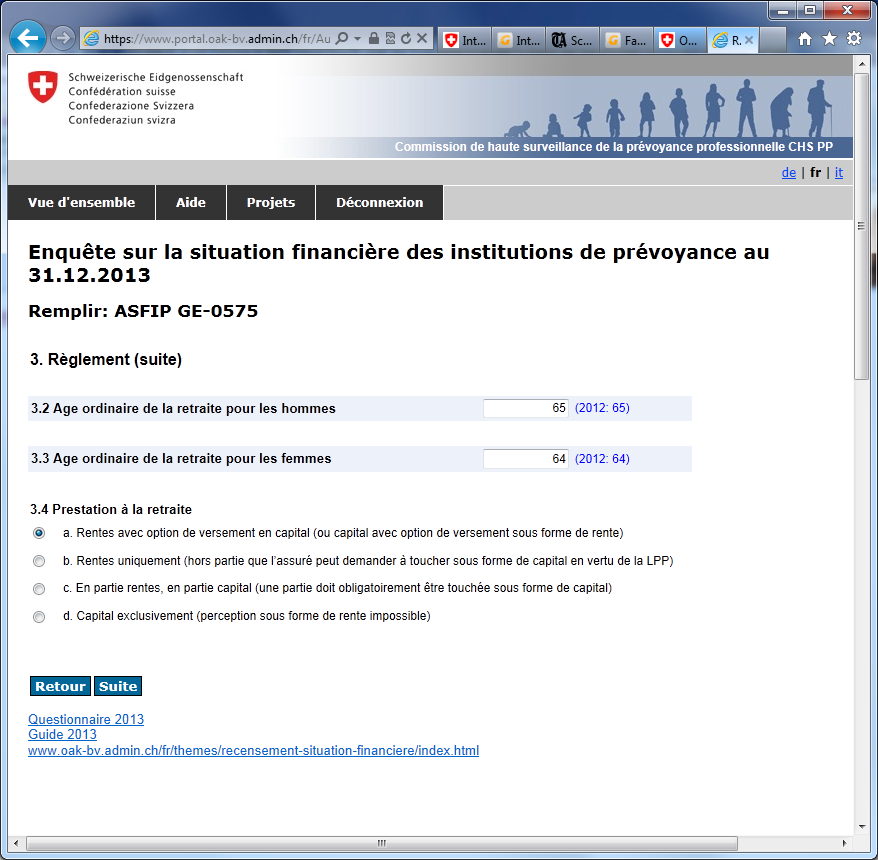 https://www.portal.oak-bv.admin.ch/fr/Au
Int...
Int...
Sc...
Fa...
O...
R.
Schweizerische Eidgenossenschaft
Confédération suisse
Confederazione Svizzera
Confederaziun svizra
Commission de haute surveillance de la prévoyance professionnelle CHS PP
de | fr | it
Vue d'ensemble Aide Projets Déconnexion
Enquête sur la situation financière des institutions de prévoyance au
31.12.2013
Remplir: ASFIP GE-0575
3. Règlement (suite)
3.2 Age ordinaire de la retraite pour les hommes 65 (2012: 65)
3.3 Age ordinaire de la retraite pour les femmes 64 (2012: 64)
3.4 Prestation à la retraite
a. Rentes avec option de versement en capital (ou capital avec option de versement sous forme de rente)
b. Rentes uniquement (hors partie que l'assuré peut demander à toucher sous forme de capital en vertu de la LPP)
c. En partie rentes, en partie capital (une partie doit obligatoirement être touchée sous forme de capital)
d. Capital exclusivement (perception sous forme de rente impossible)
Retour Suite
Questionnaire 2013
Guide 2013
www.oak-bv.admin.ch/fr/themes/recensement-situation-financiere/index.html